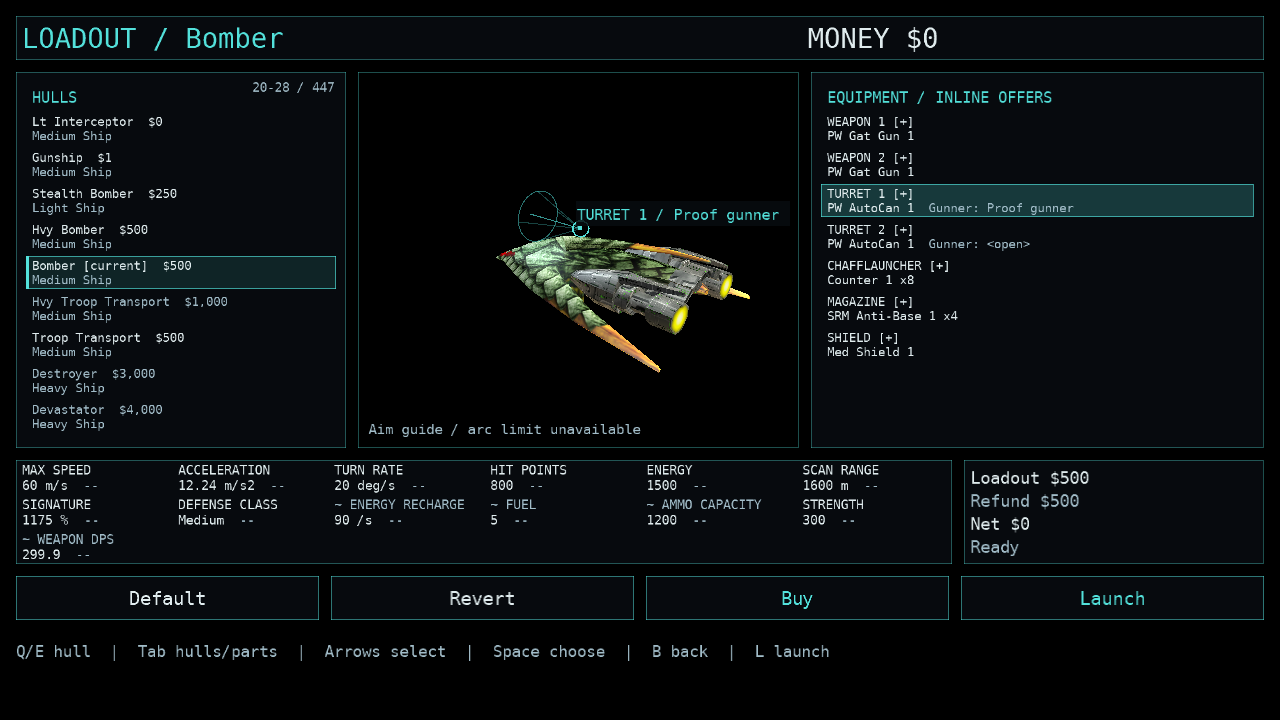 LOADOUT / Bomber
MONEY $0
HULLS
20-28 / 447
Lt Interceptor  $0
Medium Ship
Gunship  $1
Medium Ship
Stealth Bomber  $250
Light Ship
Hvy Bomber  $500
Medium Ship
Bomber [current]  $500
Medium Ship
Hvy Troop Transport  $1,000
Medium Ship
Troop Transport  $500
Medium Ship
Destroyer  $3,000
Heavy Ship
Devastator  $4,000
Heavy Ship
TURRET 1 / Proof gunner
Aim guide / arc limit unavailable
EQUIPMENT / INLINE OFFERS
WEAPON 1 [+]
PW Gat Gun 1
WEAPON 2 [+]
PW Gat Gun 1
TURRET 1 [+]
PW AutoCan 1  Gunner: Proof gunner
TURRET 2 [+]
PW AutoCan 1  Gunner: <open>
CHAFFLAUNCHER [+]
Counter 1 x8
MAGAZINE [+]
SRM Anti-Base 1 x4
SHIELD [+]
Med Shield 1
MAX SPEED  ACCELERATION  TURN RATE  HIT POINTS  ENERGY  SCAN RANGE
60 m/s  --  12.24 m/s2  --  20 deg/s  --  800  --  1500  --  1600 m  --
SIGNATURE  DEFENSE CLASS  ~ ENERGY RECHARGE  ~ FUEL  ~ AMMO CAPACITY  STRENGTH
1175 %  --  Medium  --  90 /s  --  5  --  1200  --  300  --
~ WEAPON DPS
299.9  --
Loadout $500
Refund $500
Net $0
Ready
Default
Revert
Buy
Launch
Q/E hull  |  Tab hulls/parts  |  Arrows select  |  Space choose  |  B back  |  L launch